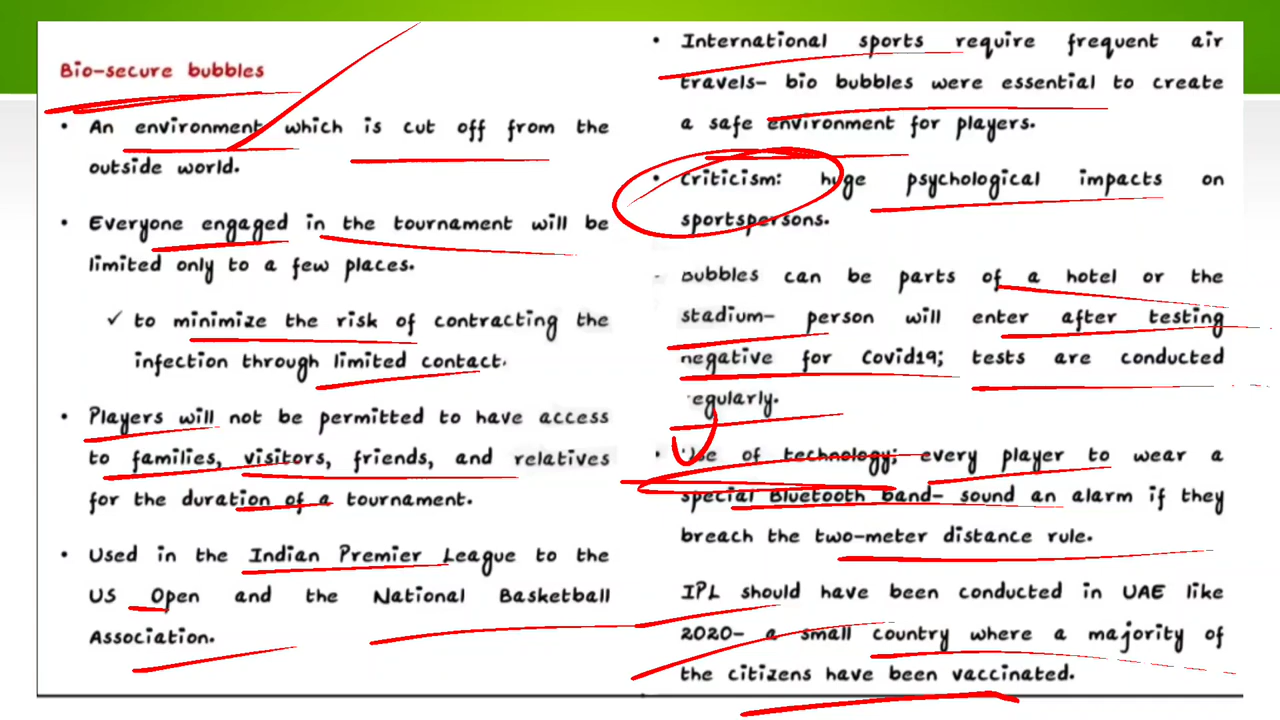 Bio-secure bubbles
• An environment which is cut off from the
outside world.
• Everyone engaged in the tournament will be
limited only to a few places.
✓ to minimize the risk of contracting the
infection through limited contact.
• Players will not be permitted to have access
to families, visitors, friends, and relatives
for the duration of a tournament.
• Used in the Indian Premier League to the
US Open and the National Basketball
Association.
• International sports require frequent air
travels- bio bubbles were essential to create
a safe environment for players.
• Criticism: huge psychological impacts on
sportspersons.
- Bubbles can be parts of a hotel or the
stadium- person will enter after testing
negative for Covid19; tests are conducted
regularly.
• Use of technology; every player to wear a
special Bluetooth band- sound an alarm if they
breach the two-meter distance rule.
IPL should have been conducted in UAE like
2020- a small country where a majority of
the citizens have been vaccinated.